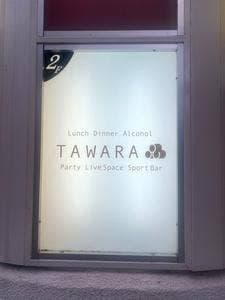 2F
Lunch Dinner Alcohol
TAWARA
Party LiveSpace SportBar